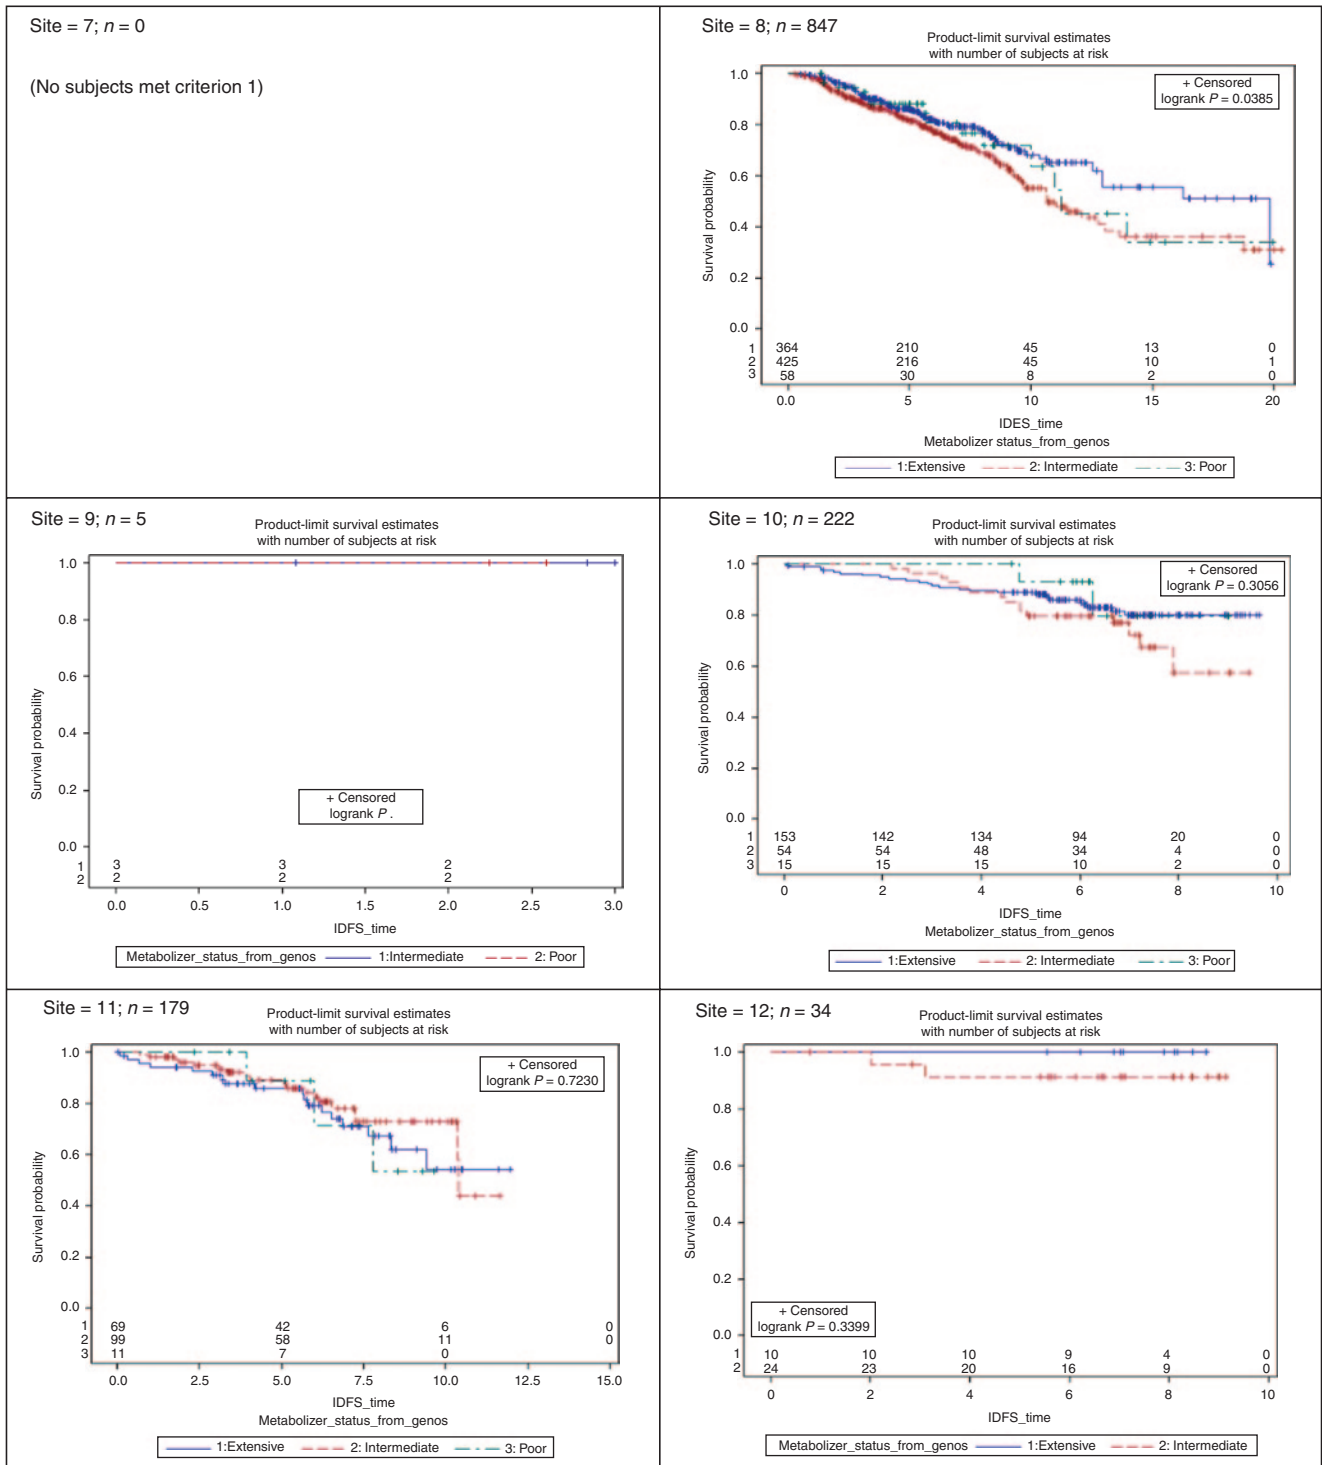 Site = 7; n = 0
(No subjects met criterion 1)
Site = 8; n = 847
Product-limit survival estimates
with number of subjects at risk
+ Censored
logrank P = 0.0385
Survival probability
1.0
0.8
0.6
0.4
0.2
0.0
1 364 210 45 13 0
2 425 216 45 10 1
3 58 30 8 2 0
0.0 5 10 15 20
IDES_time
Metabolizer status_from_genos
1:Extensive 2: Intermediate 3: Poor
Site = 9; n = 5
Product-limit survival estimates
with number of subjects at risk
Survival probability
1.0
0.8
0.6
0.4
0.2
0.0
+ Censored
logrank P .
1 3 3 2
2 2 2 2
0.0 0.5 1.0 1.5 2.0 2.5 3.0
IDFS_time
Metabolizer_status_from_genos 1:Intermediate 2: Poor
Site = 10; n = 222
Product-limit survival estimates
with number of subjects at risk
+ Censored
logrank P = 0.3056
Survival probability
1.0
0.8
0.6
0.4
0.2
0.0
1 153 142 134 94 20 0
2 54 54 48 34 4 0
3 15 15 15 10 2 0
0 2 4 6 8 10
IDFS_time
Metabolizer_status_from_genos
1:Extensive 2: Intermediate 3: Poor
Site = 11; n = 179
Product-limit survival estimates
with number of subjects at risk
+ Censored
logrank P = 0.7230
Survival probability
1.0
0.8
0.6
0.4
0.2
0.0
1 69 42 6 0
2 99 58 11 0
3 11 7 0
0.0 2.5 5.0 7.5 10.0 12.5 15.0
IDFS_time
Metabolizer_status_from_genos
1:Extensive 2: Intermediate 3: Poor
Site = 12; n = 34
Product-limit survival estimates
with number of subjects at risk
Survival probability
1.0
0.8
0.6
0.4
0.2
0.0
+ Censored
logrank P = 0.3399
1 10 10 10 9 4 0
2 24 23 20 16 9 0
0 2 4 6 8 10
IDFS_time
Metabolizer_status_from_genos 1:Extensive 2: Intermediate